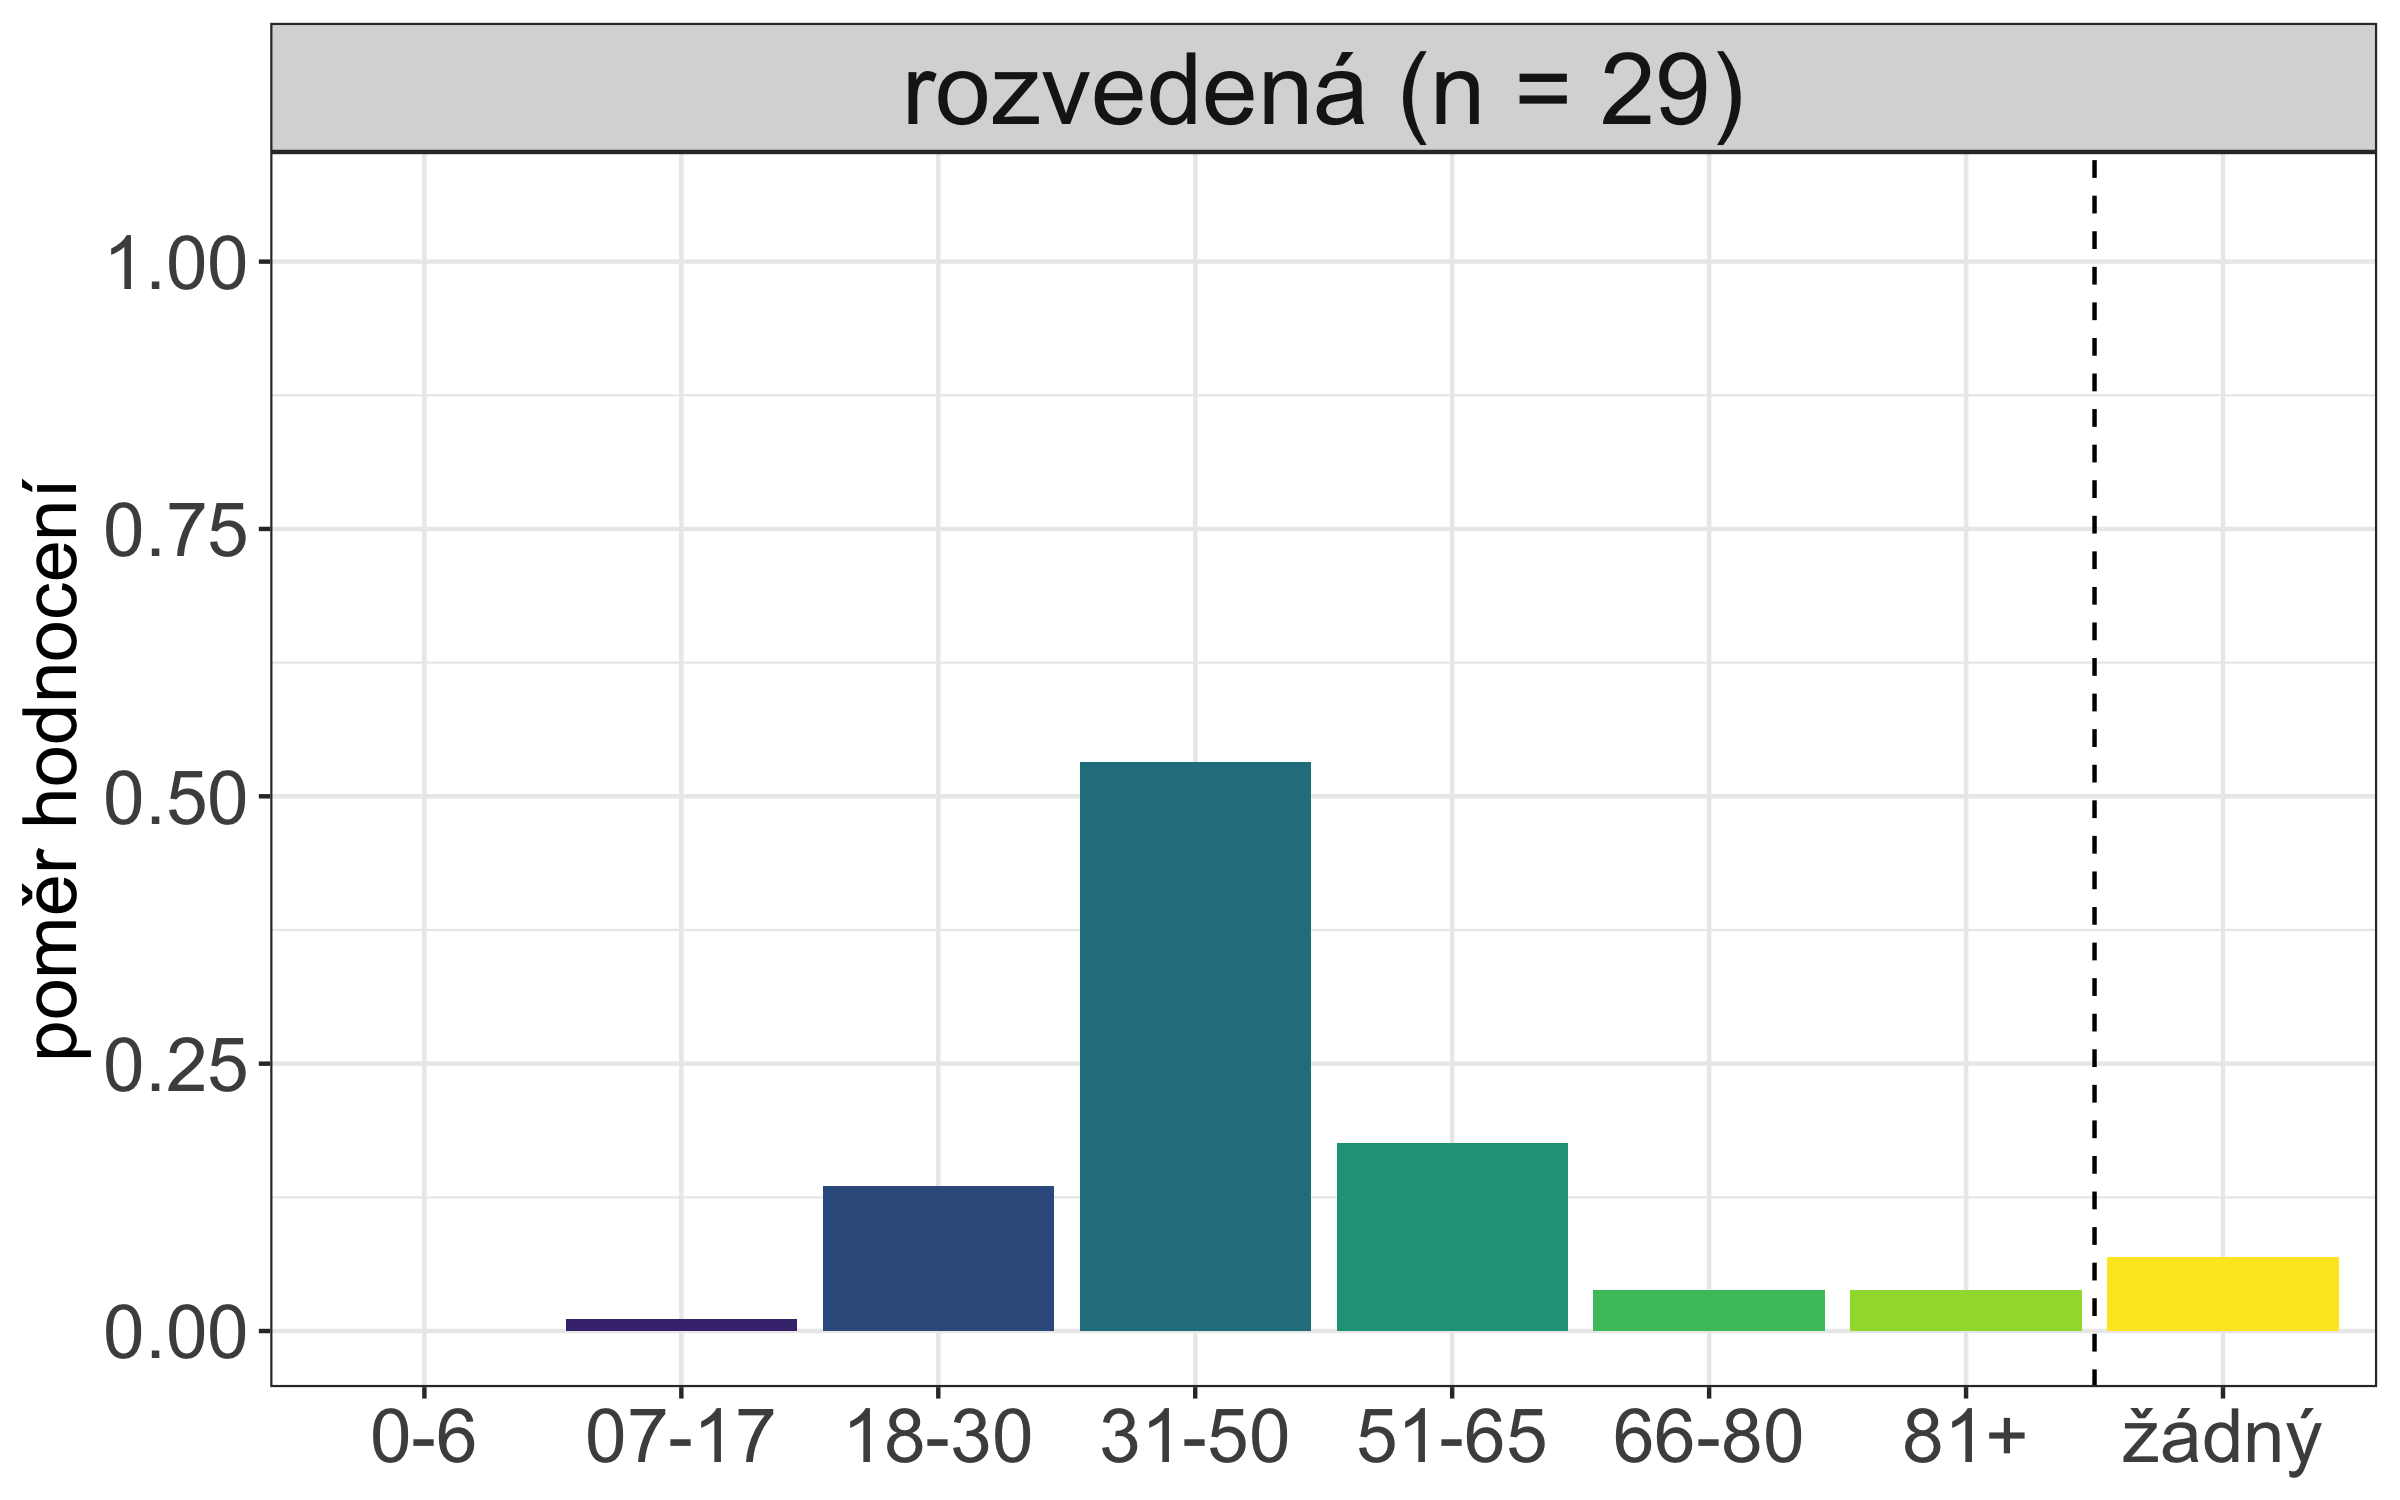 rozvedená (n = 29)
poměr hodnocení
1.00
0.75
0.50
0.25
0.00
0-6 07-17 18-30 31-50 51-65 66-80 81+ žádný